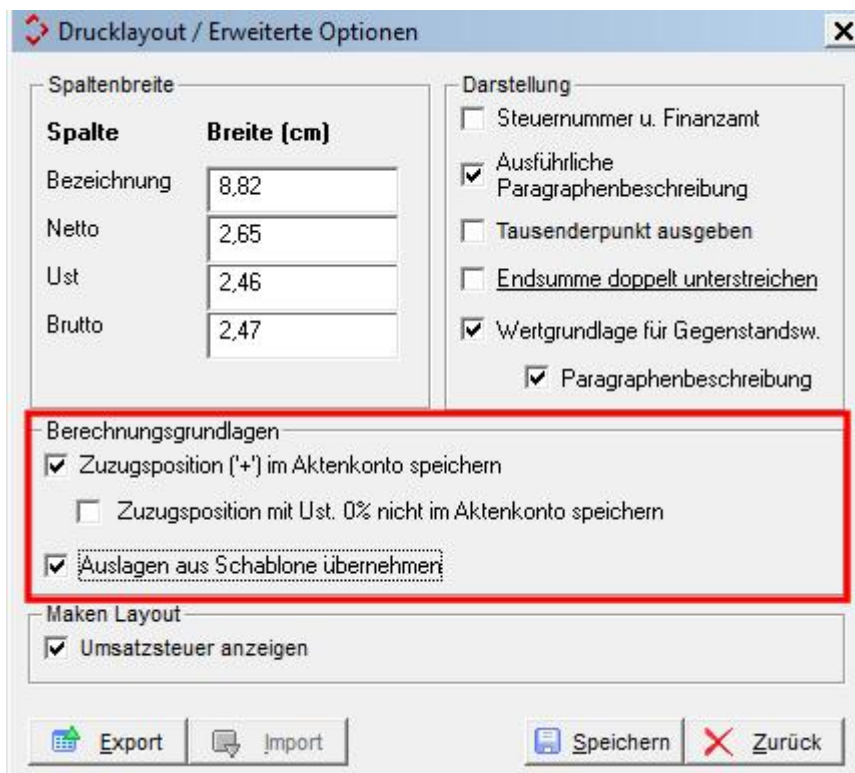 Drucklayout / Erweiterte Optionen
Spaltenbreite
Spalte Breite (cm)
Bezeichnung 8,82
Netto 2,65
Ust 2,46
Brutto 2,47
Darstellung
Steuernummer u. Finanzamt
Ausführliche
Paragraphenbeschreibung
Tausenderpunkt ausgeben
Endsumme doppelt unterstreichen
Wertgrundlage für Gegenstandsw.
Paragraphenbeschreibung
Berechnungsgrundlagen
Zuzugsposition ('+') im Aktenkonto speichern
Zuzugsposition mit Ust. 0% nicht im Aktenkonto speichern
Auslagen aus Schablone übernehmen
Maken Layout
Umsatzsteuer anzeigen
Export Import Speichern Zurück